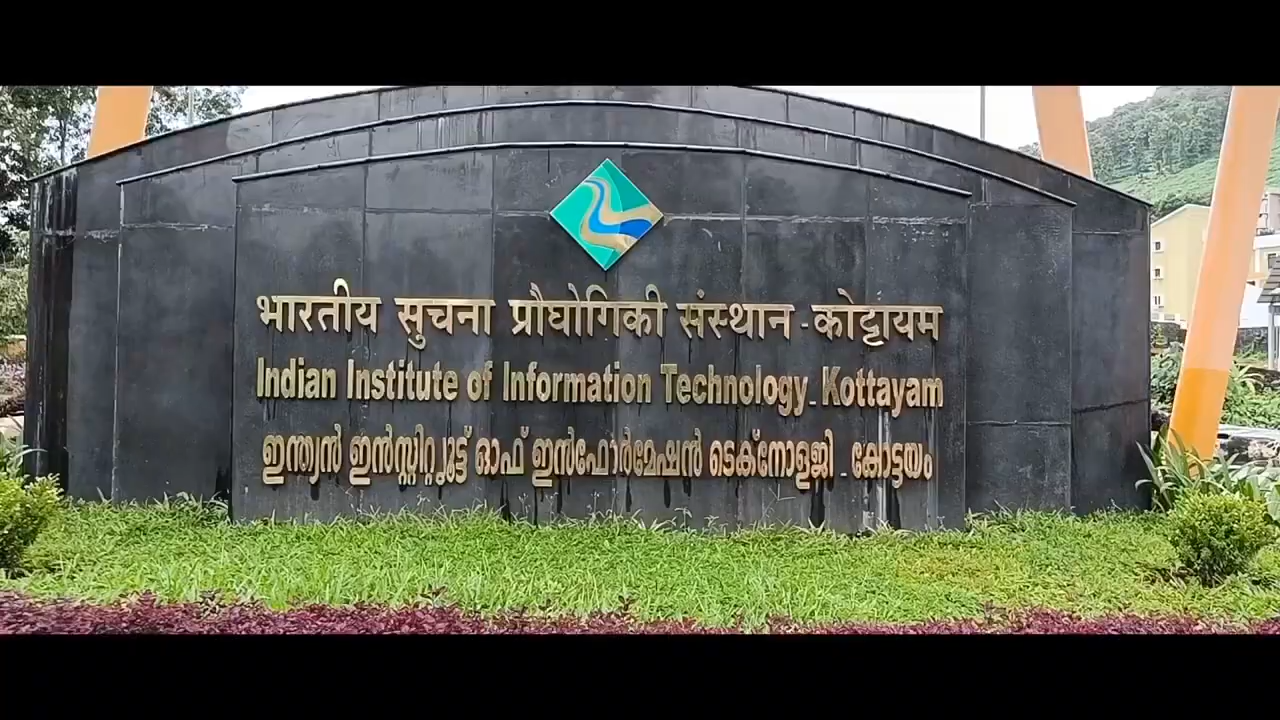 भारतीय सुचना प्रौघोगिकी संस्थान - कोट्टायम
Indian Institute of Information Technology - Kottayam
ഇന്ത്യൻ ഇൻസ്റ്റിറ്റ്യൂട്ട് ഓഫ് ഇൻഫോർമേഷൻ ടെക്നോളജി - കോട്ടയം